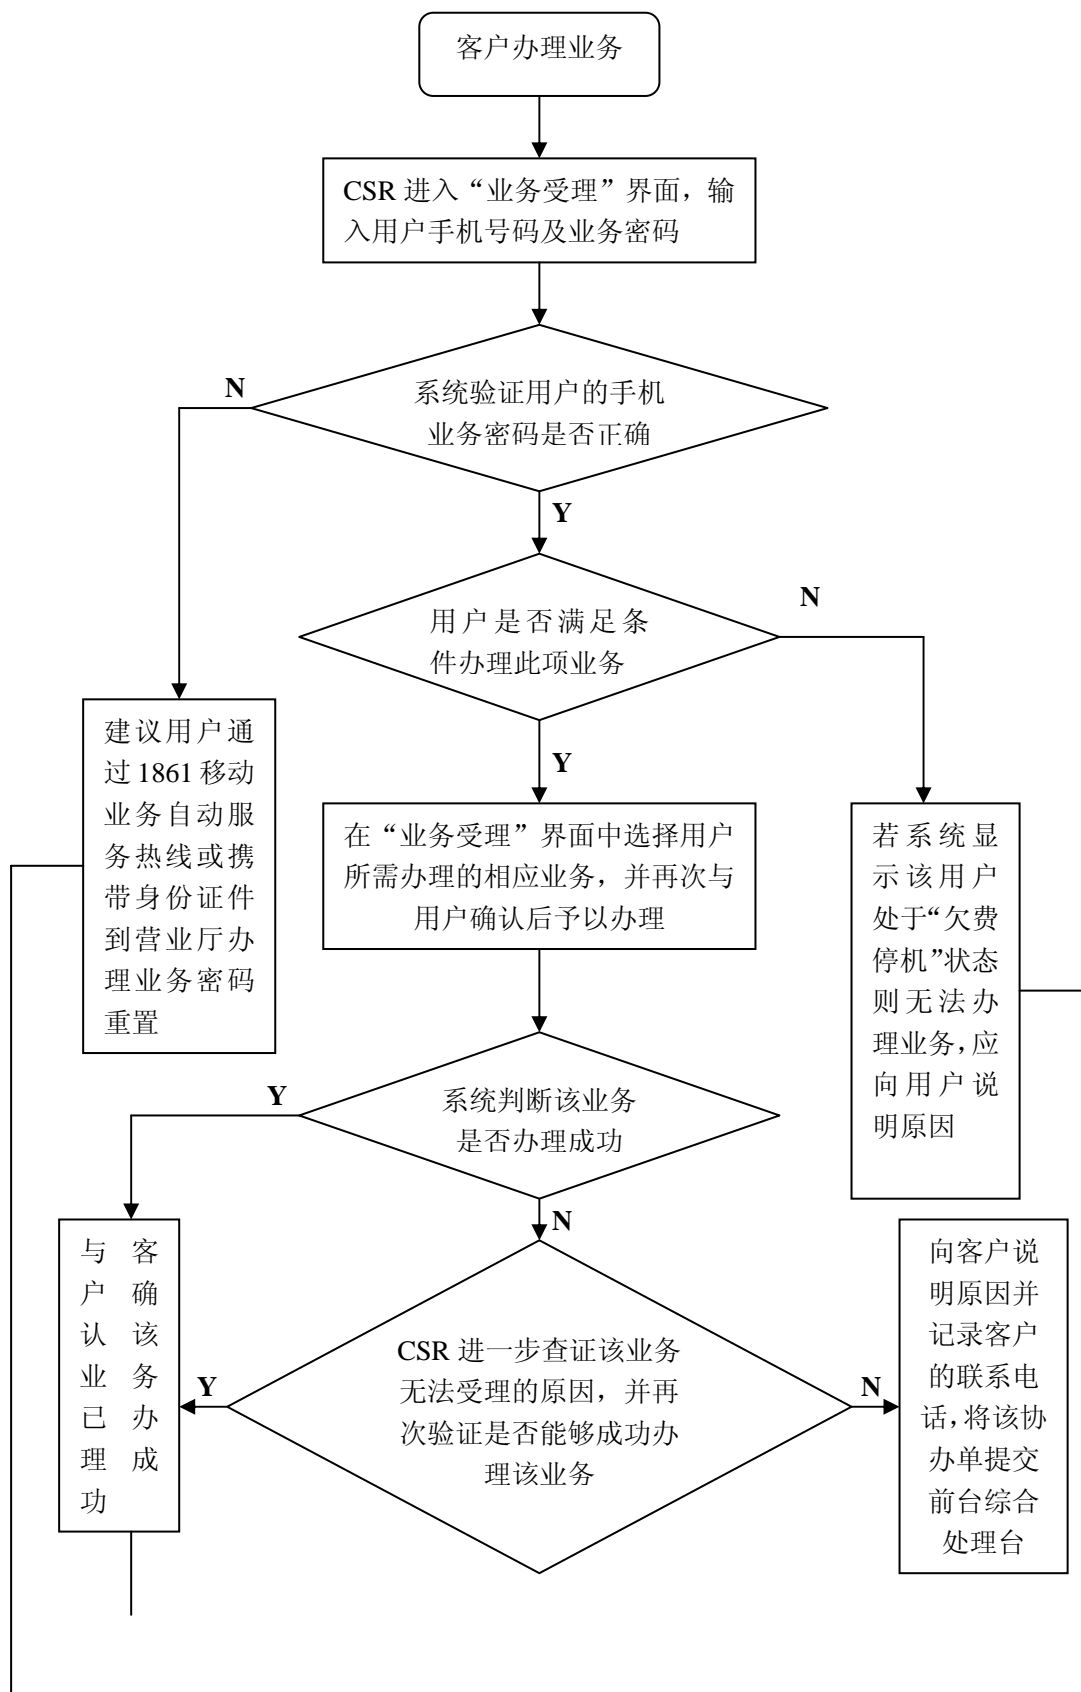 客户办理业务
CSR 进入“业务受理”界面，输
入用户手机号码及业务密码
N
系统验证用户的手机
业务密码是否正确
Y
N
用户是否满足条
件办理此项业务
建议用户通
过 1861 移动
业务自动服
务热线或携
带身份证件
到营业厅办
理业务密码
重置
Y
在“业务受理”界面中选择用户
所需办理的相应业务，并再次与
用户确认后予以办理
若系统显
示该用户
处于“欠费
停机”状态
则无法办
理业务，应
向用户说
明原因
Y
系统判断该业务
是否办理成功
N
与客
户确
认该
业务
已办
理成
功
Y
CSR 进一步查证该业务
无法受理的原因，并再
次验证是否能够成功办
理该业务
N
向客户说
明原因并
记录客户
的联系电
话，将该协
办单提交
前台综合
处理台